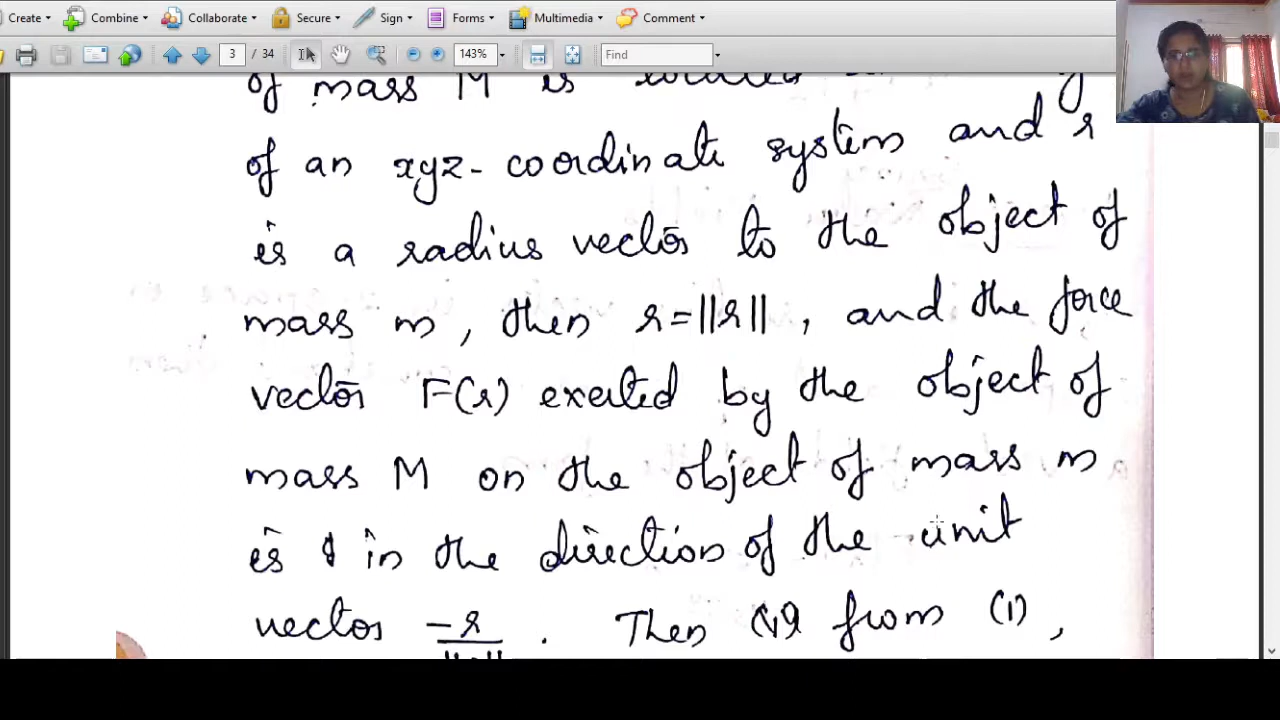 Create Combine Collaborate Secure Sign Forms Multimedia Comment
3 / 34 143% Find
of mass M is located
of an xyz-coordinate system and r
is a radius vector to the object of
mass m, then r=||r||, and the force
vector F(r) exerted by the object of
mass M on the object of mass m
is in the direction of the unit
vector -r . Then from (1),